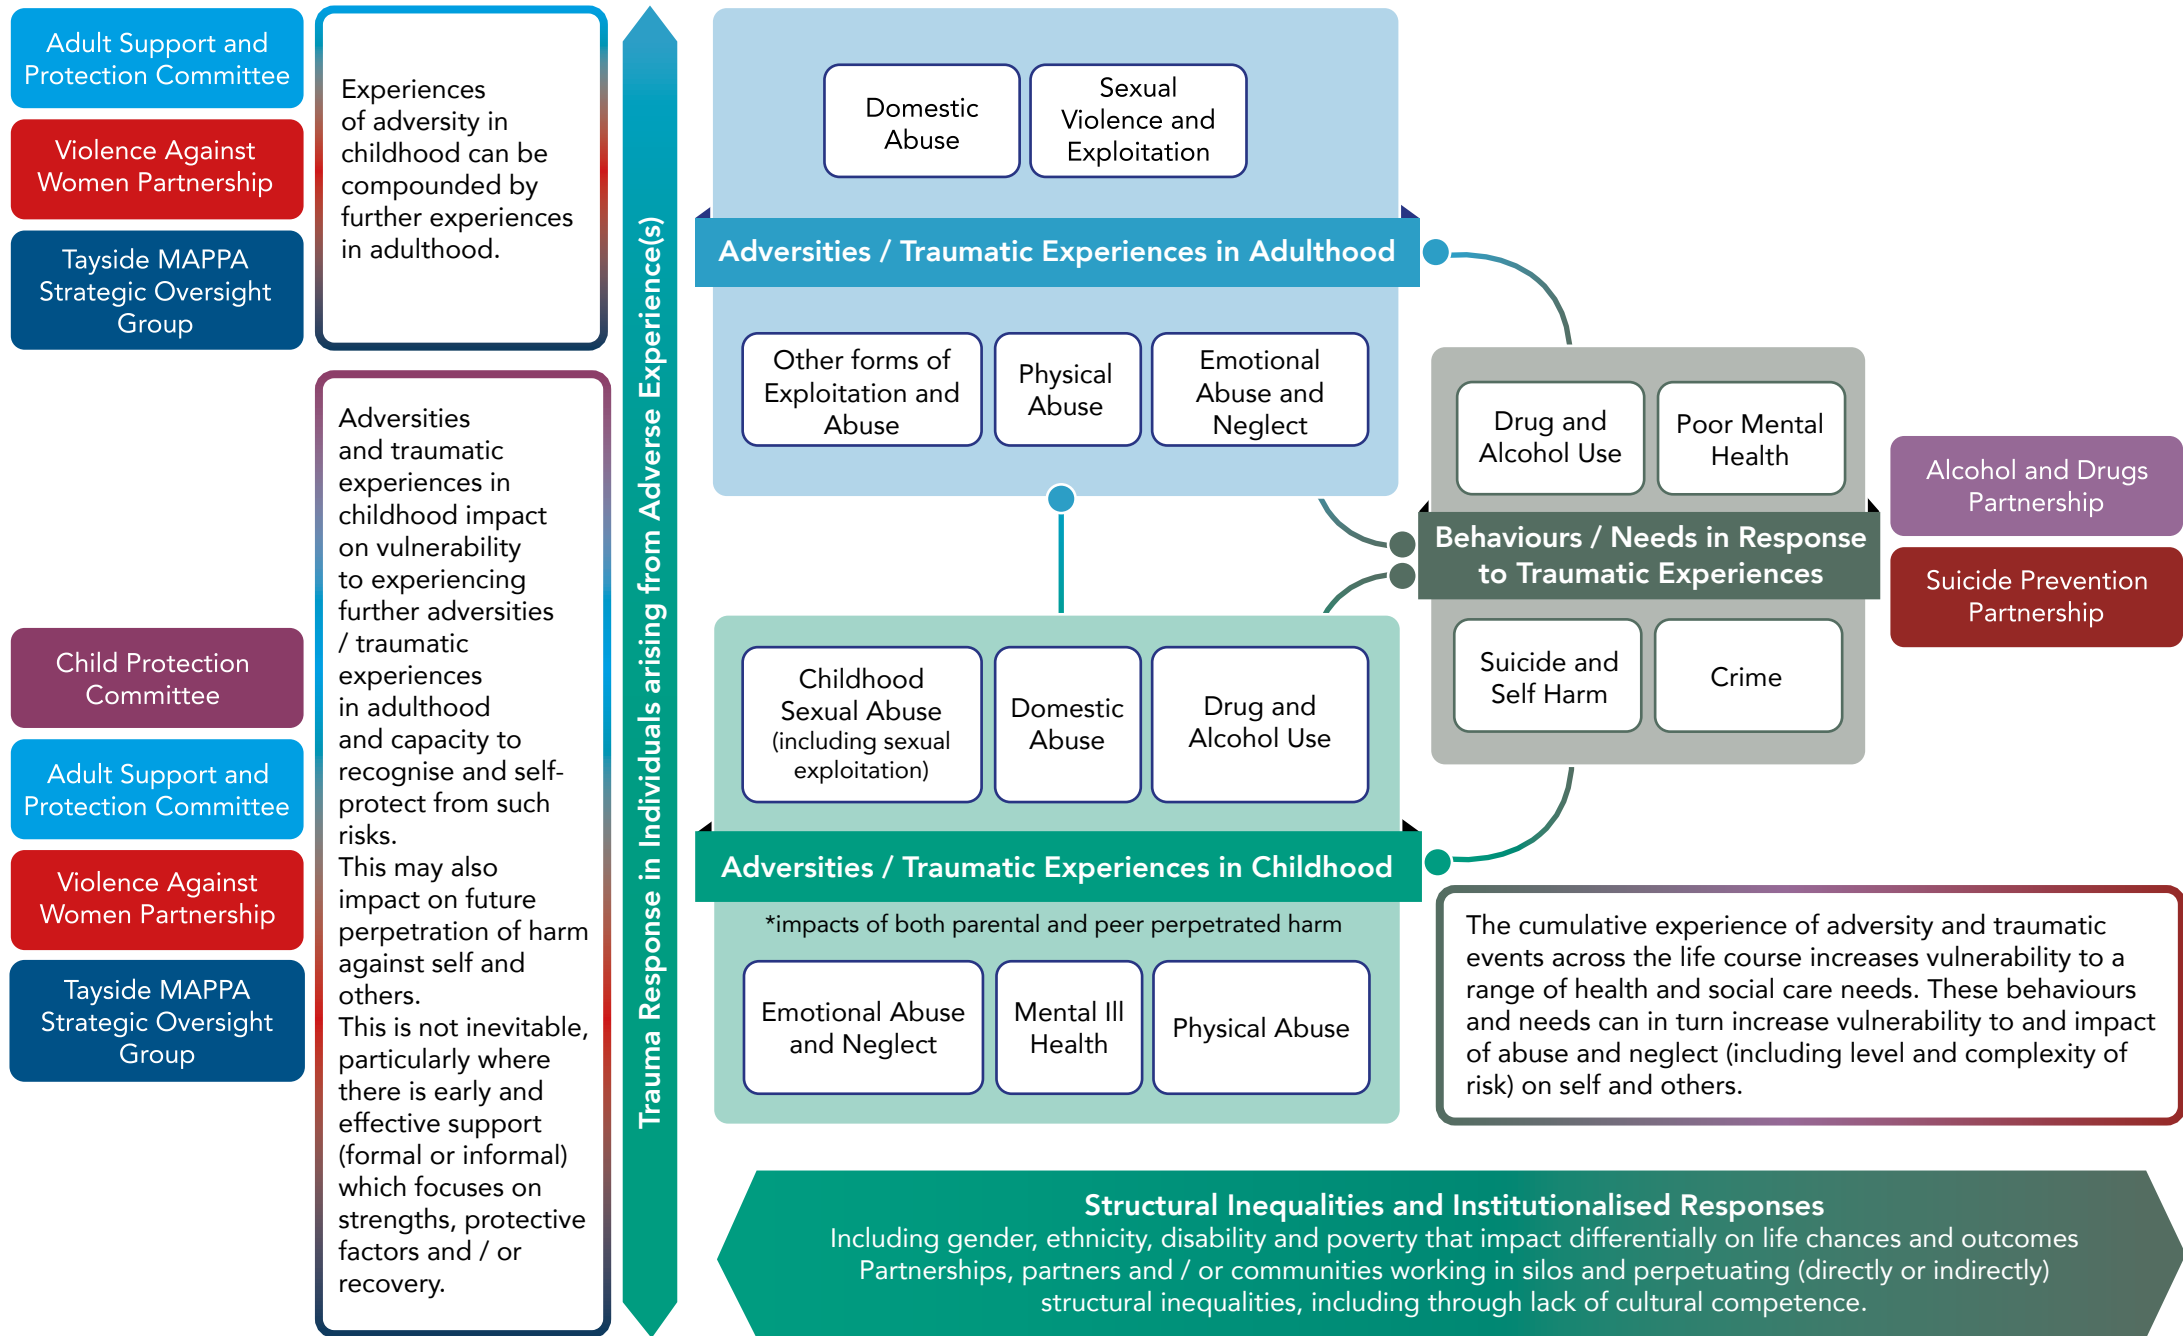 Adult Support and
Protection Committee
Violence Against
Women Partnership
Tayside MAPPA
Strategic Oversight
Group
Experiences
of adversity in
childhood can be
compounded by
further experiences
in adulthood.
Child Protection
Committee
Adult Support and
Protection Committee
Violence Against
Women Partnership
Tayside MAPPA
Strategic Oversight
Group
Adversities
and traumatic
experiences in
childhood impact
on vulnerability
to experiencing
further adversities
/ traumatic
experiences
in adulthood
and capacity to
recognise and self-
protect from such
risks.
This may also
impact on future
perpetration of harm
against self and
others.
This is not inevitable,
particularly where
there is early and
effective support
(formal or informal)
which focuses on
strengths, protective
factors and / or
recovery.
Trauma Response in Individuals arising from Adverse Experience(s)
Domestic
Abuse
Sexual
Violence and
Exploitation
Adversities / Traumatic Experiences in Adulthood
Other forms of
Exploitation and
Abuse
Physical
Abuse
Emotional
Abuse and
Neglect
Childhood
Sexual Abuse
(including sexual
exploitation)
Domestic
Abuse
Drug and
Alcohol Use
Adversities / Traumatic Experiences in Childhood
*impacts of both parental and peer perpetrated harm
Emotional Abuse
and Neglect
Mental Ill
Health
Physical Abuse
Drug and
Alcohol Use
Poor Mental
Health
Behaviours / Needs in Response
to Traumatic Experiences
Suicide and
Self Harm
Crime
Alcohol and Drugs
Partnership
Suicide Prevention
Partnership
The cumulative experience of adversity and traumatic
events across the life course increases vulnerability to a
range of health and social care needs. These behaviours
and needs can in turn increase vulnerability to and impact
of abuse and neglect (including level and complexity of
risk) on self and others.
Structural Inequalities and Institutionalised Responses
Including gender, ethnicity, disability and poverty that impact differentially on life chances and outcomes
Partnerships, partners and / or communities working in silos and perpetuating (directly or indirectly)
structural inequalities, including through lack of cultural competence.